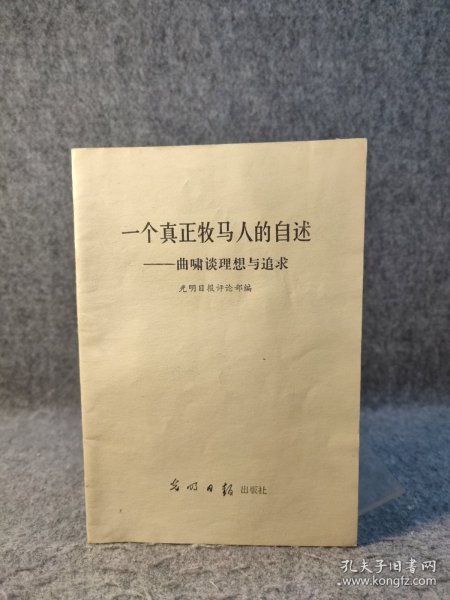 一个真正牧马人的自述
——曲啸谈理想与追求
光明日报评论部编
光明日报 出版社
孔夫子旧书网
www.kongfz.com